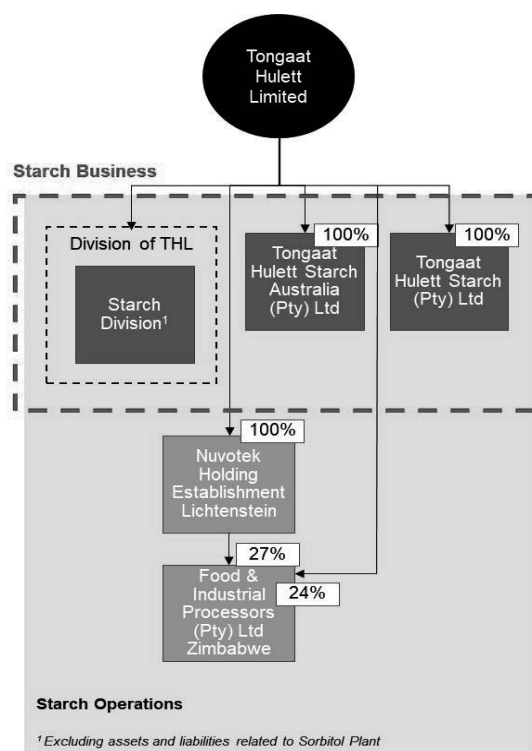 Tongaat
Hulett
Limited
Starch Business
Division of THL
Starch
Division1
100%
Tongaat
Hulett Starch
Australia
(Pty) Ltd
100%
Tongaat
Hulett Starch
(Pty) Ltd
100%
Nuvotek
Holding
Establishment
Lichtenstein
27%
Food &
Industrial
Processors
(Pty) Ltd
Zimbabwe
24%
Starch Operations
1 Excluding assets and liabilities related to Sorbitol Plant